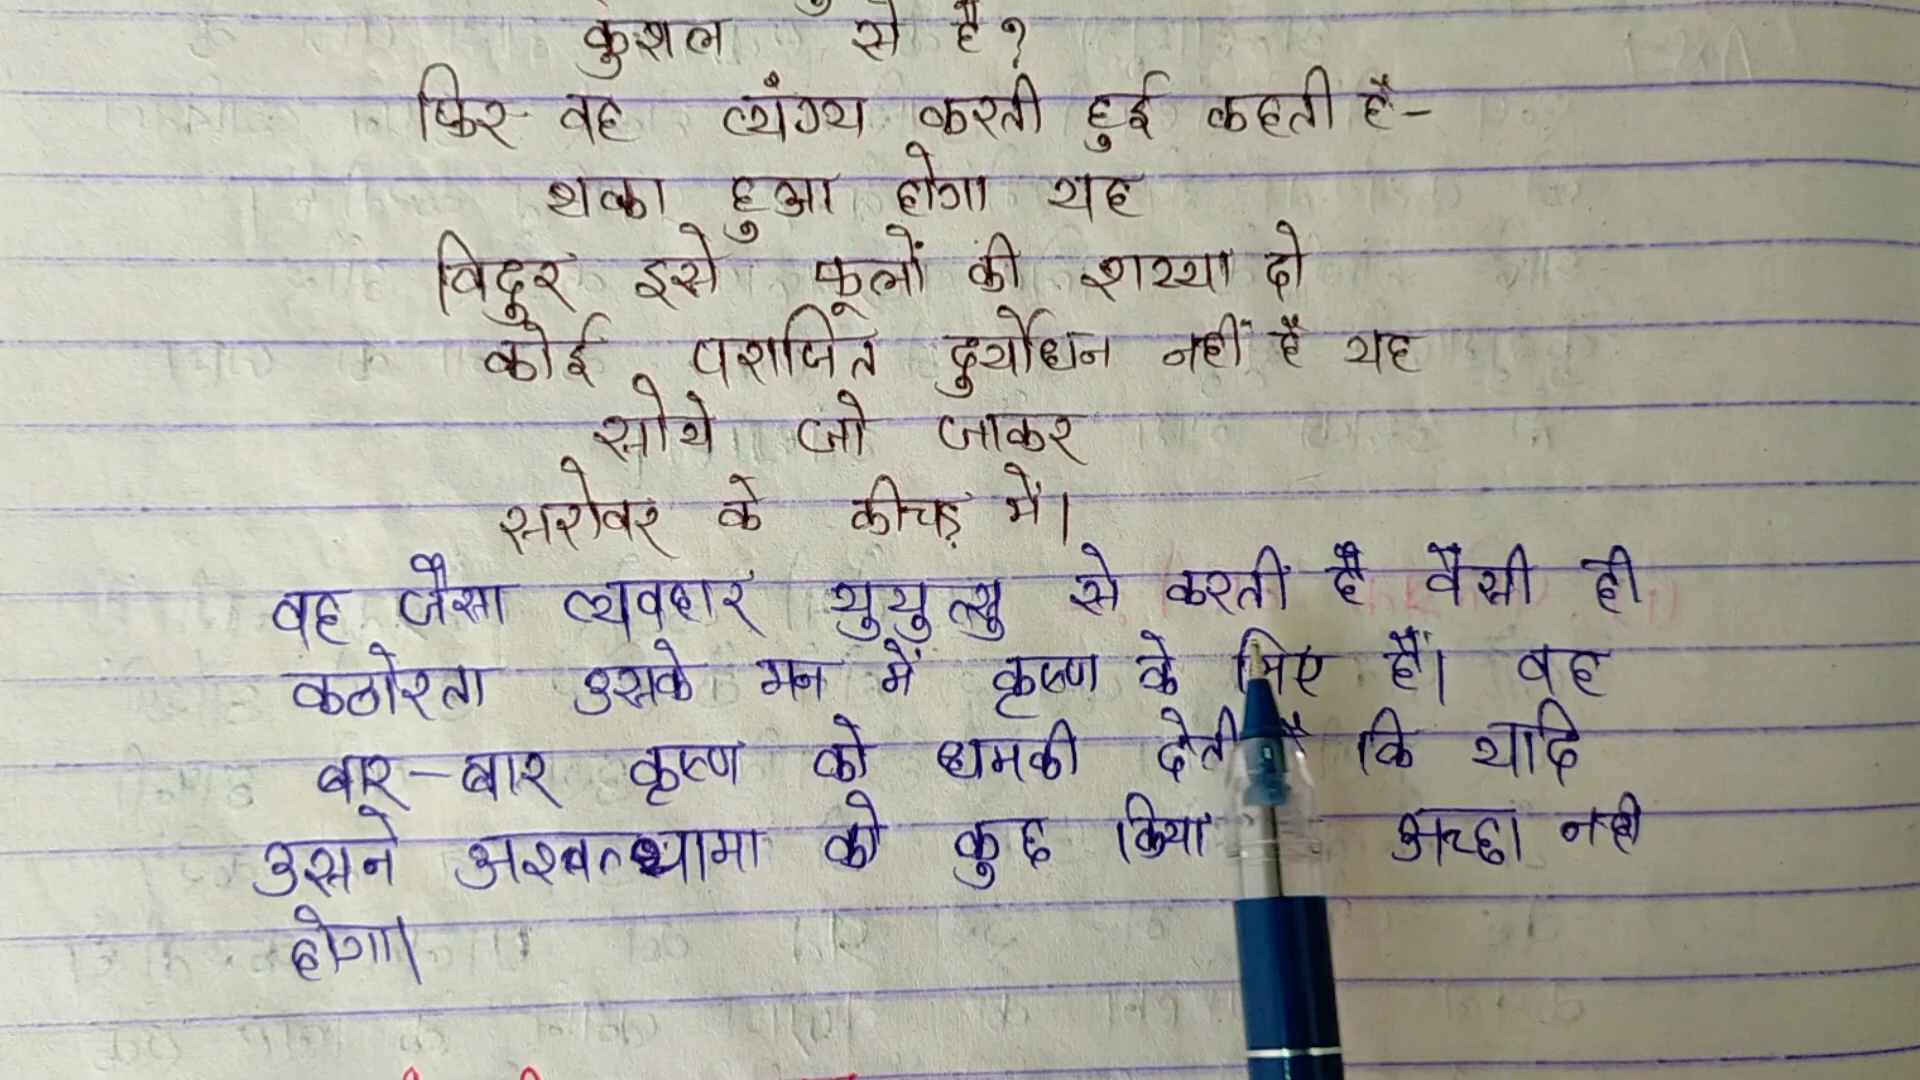 कुशल से है?
फिर वह व्यंग्य करती हुई कहती है-
थका हुआ होगा यह
विदुर इसे फूलों की शय्या दो
कोई पराजित दुर्योधन नहीं है यह
सोये जो जाकर
सरोवर के कीचड़ में।
वह जैसा व्यवहार युयुत्सु से करती है वैसी ही
कठोरता उसके मन में कृष्ण के लिए है। वह
बार-बार कृष्ण को धमकी देती है कि यदि
उसने अश्वत्थामा को कुछ किया अच्छा नही
होगा।